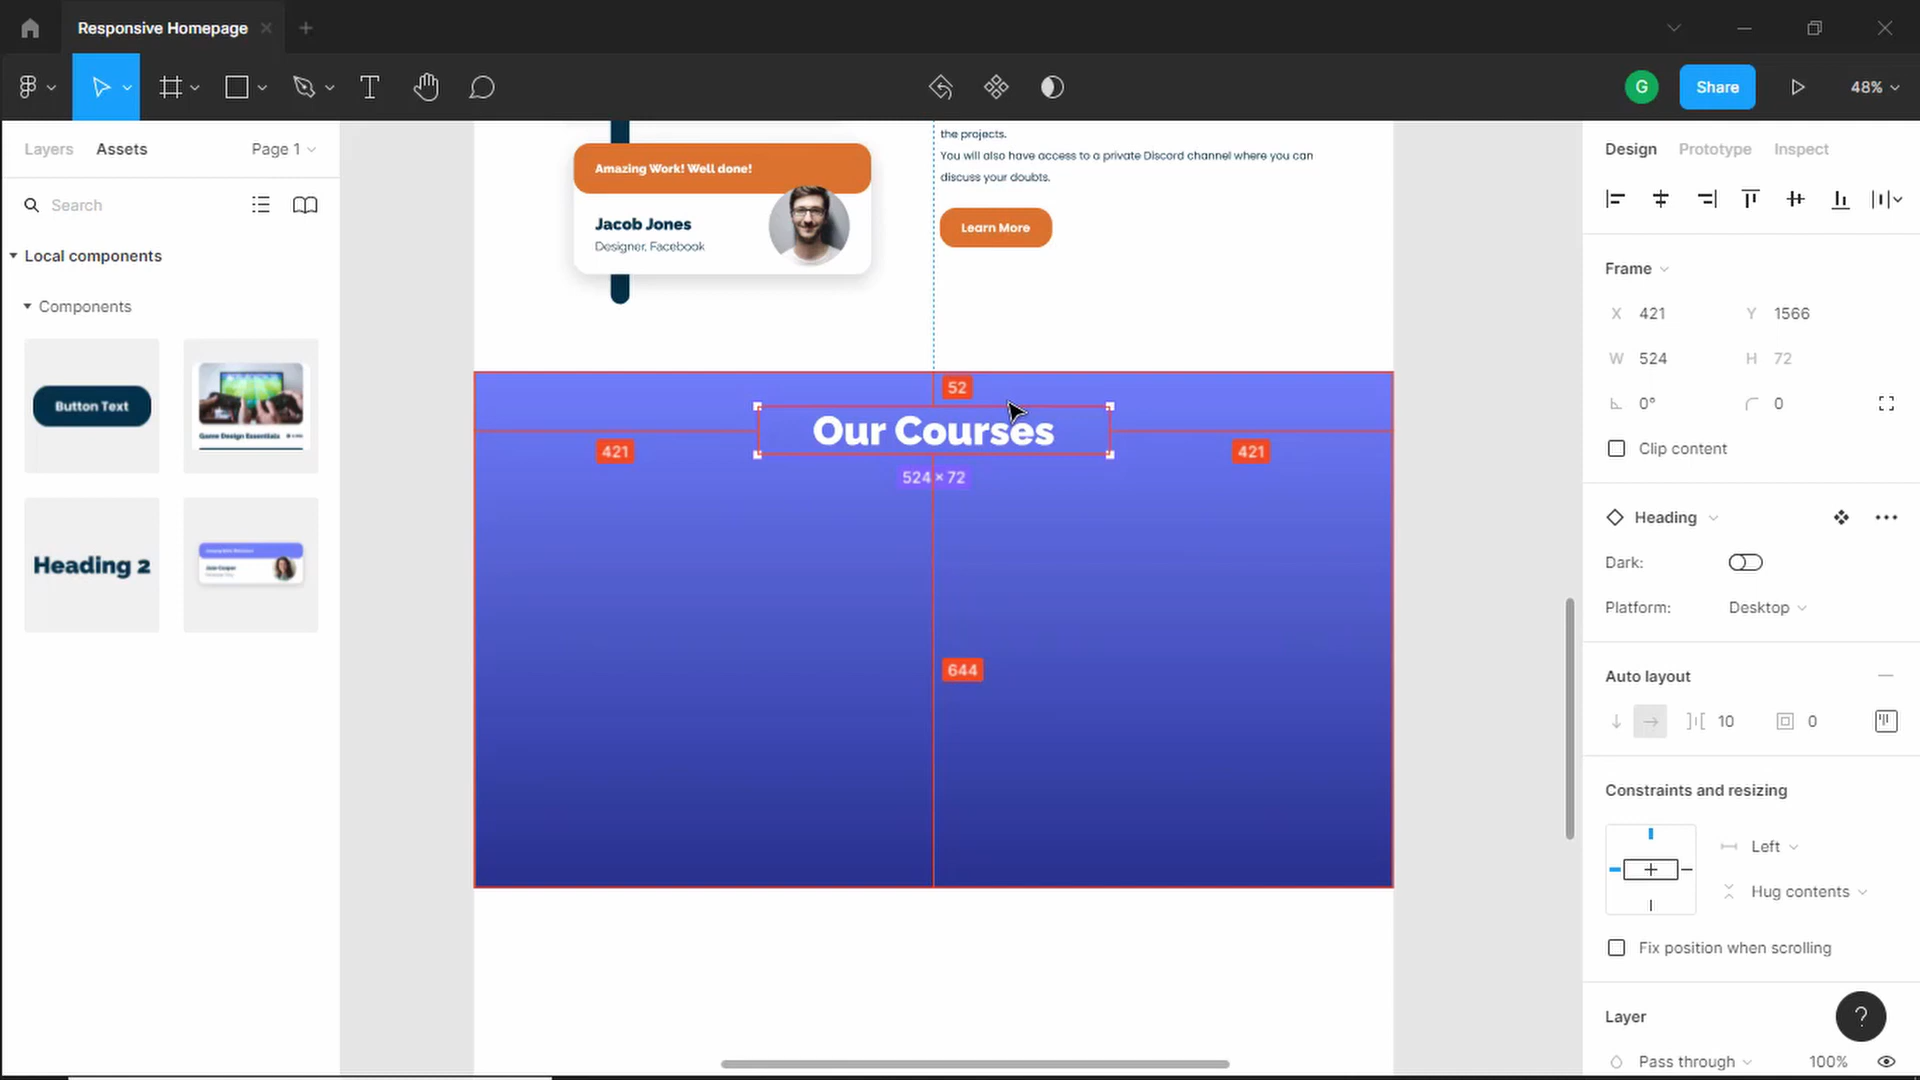 Responsive Homepage
G
Share
48%
Layers
Assets
Page 1
Search
Local components
Components
Button Text
Game Design Essentials
Heading 2
the projects.
You will also have access to a private Discord channel where you can
discuss your doubts.
Learn More
Amazing Work! Well done!
Jacob Jones
Designer, Facebook
52
Our Courses
421
421
524 × 72
644
Design
Prototype
Inspect
Frame
X 421
Y 1566
W 524
H 72
0°
0
Clip content
Heading
Dark:
Platform:
Desktop
Auto layout
10
0
Constraints and resizing
Left
Hug contents
Fix position when scrolling
Layer
?
Pass through
100%